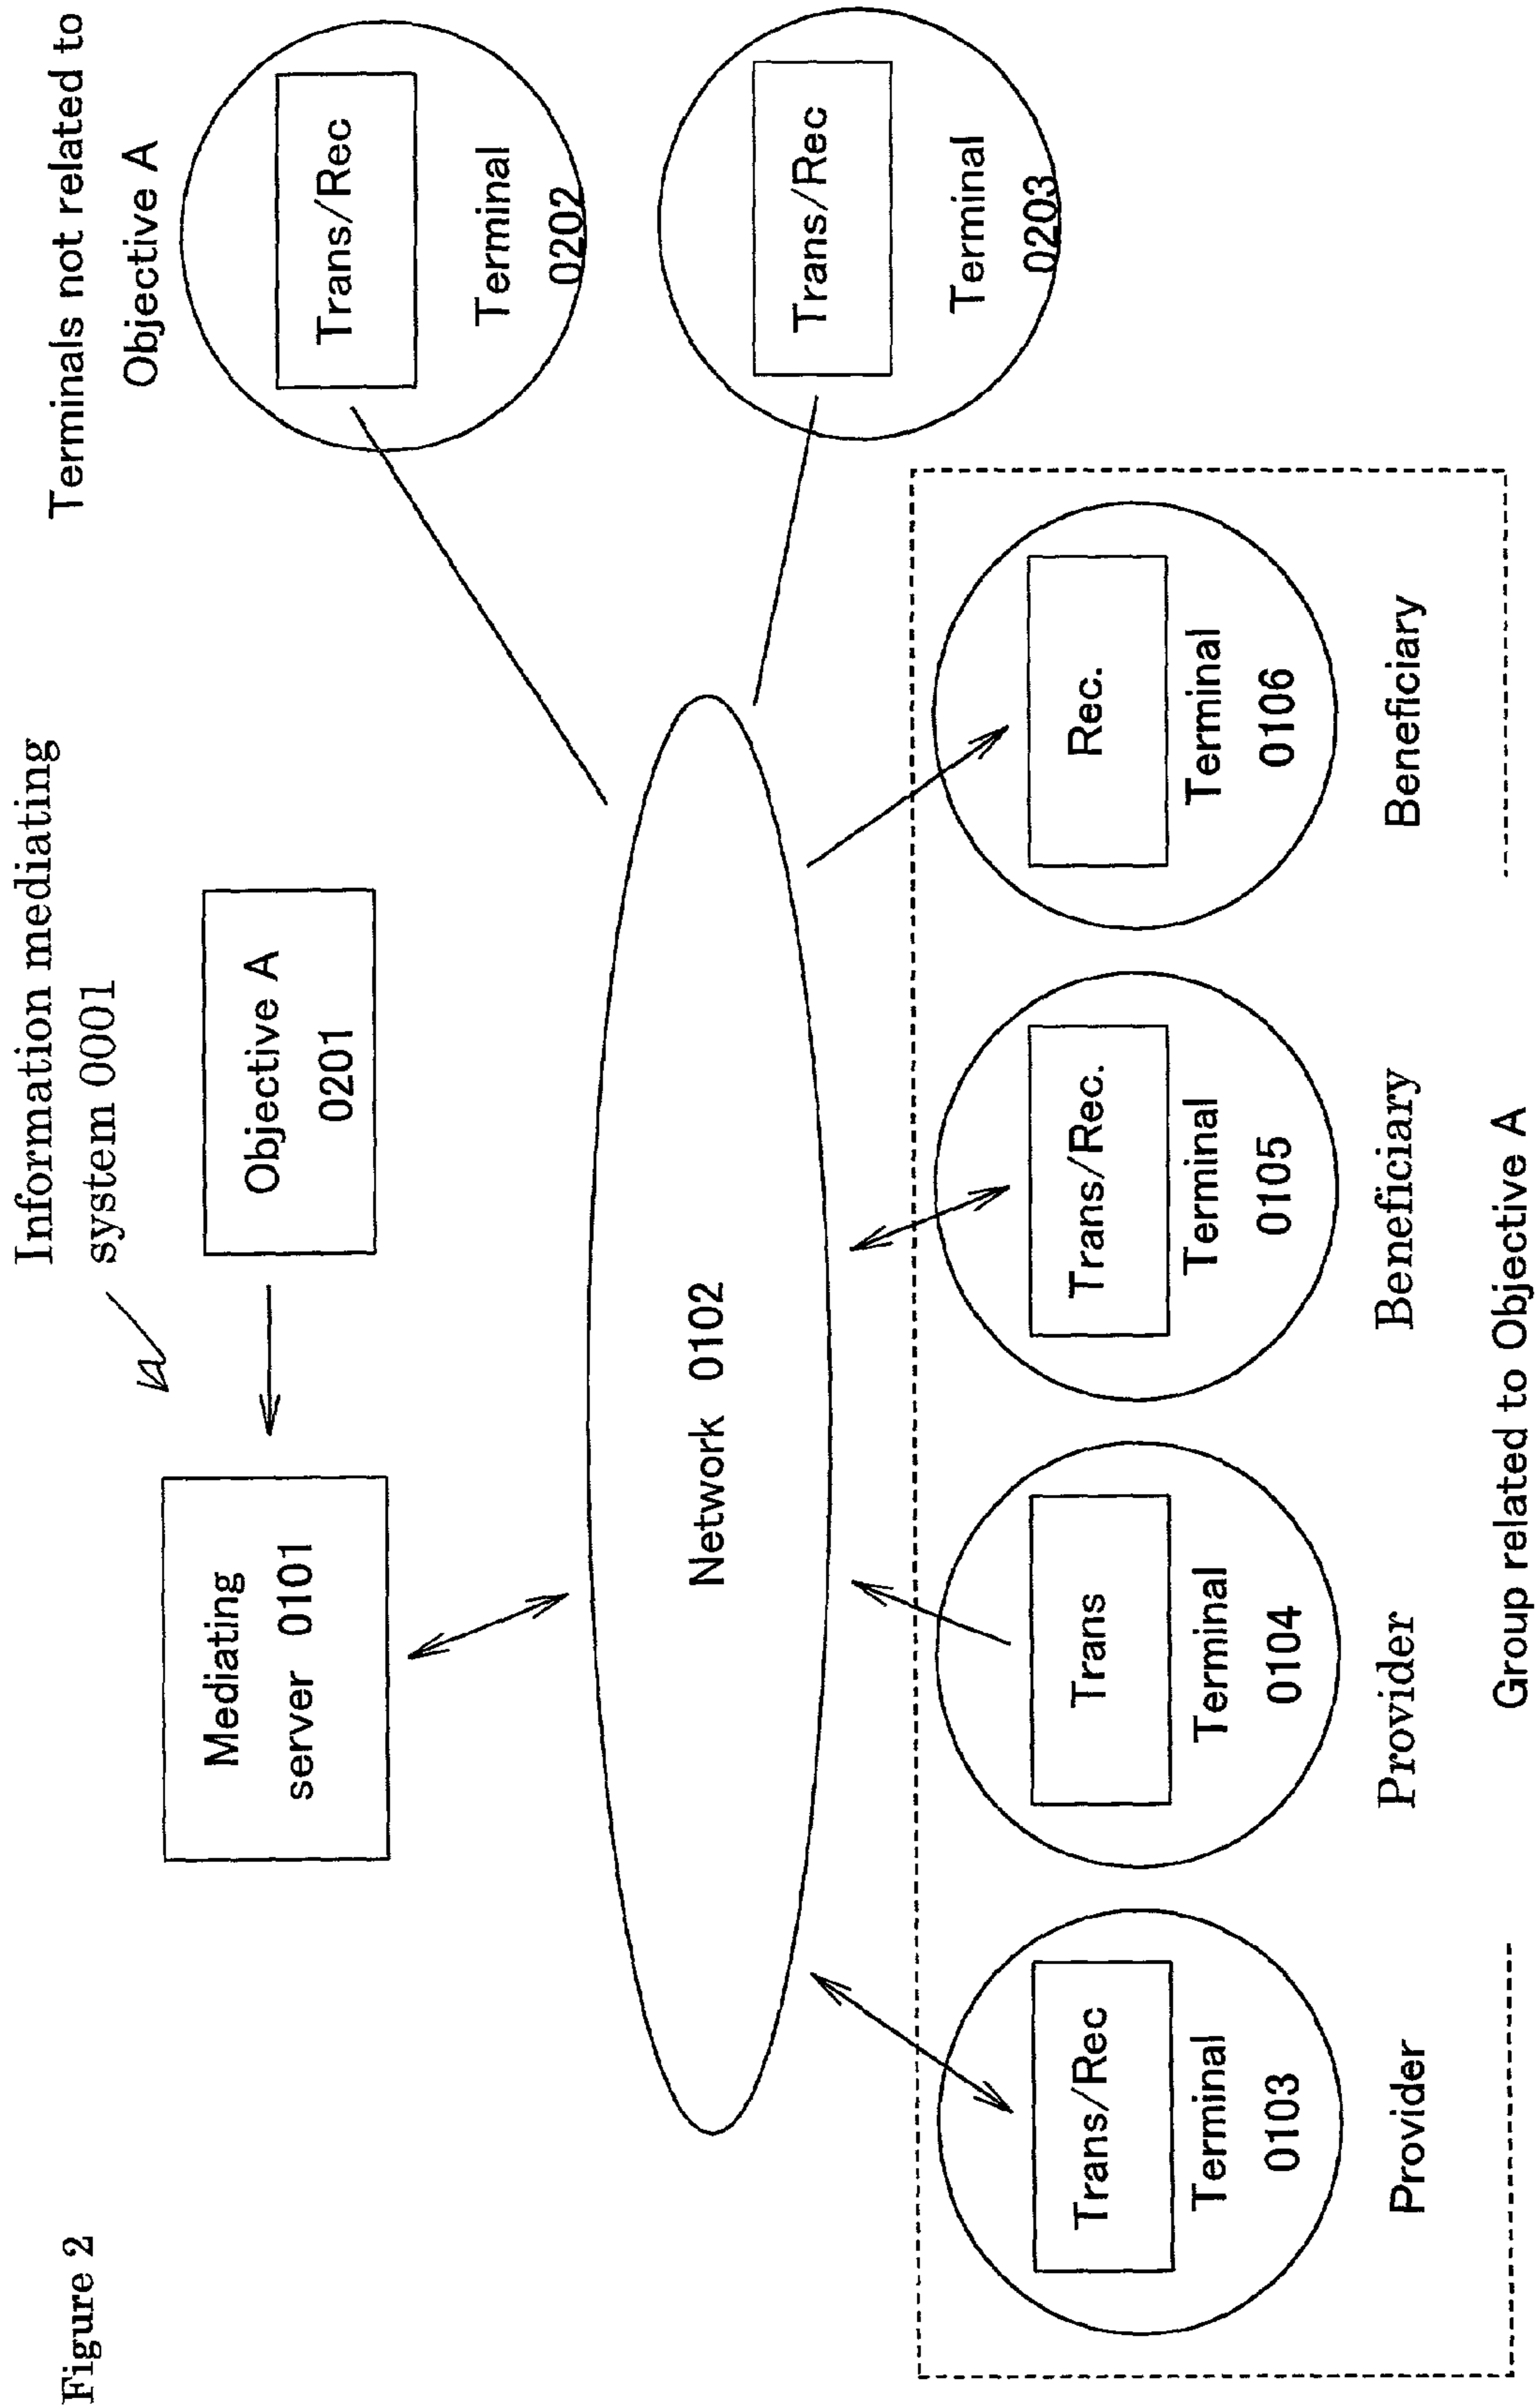 Figure 2
Information mediating
system 0001
Terminals not related to
Objective A
Mediating
server 0101
Objective A
0201
Trans/Rec
Terminal
0202
Trans/Rec
Terminal
0203
Network 0102
Trans/Rec
Terminal
0103
Provider
Trans
Terminal
0104
Provider
Trans/Rec.
Terminal
0105
Beneficiary
Rec.
Terminal
0106
Beneficiary
Group related to Objective A